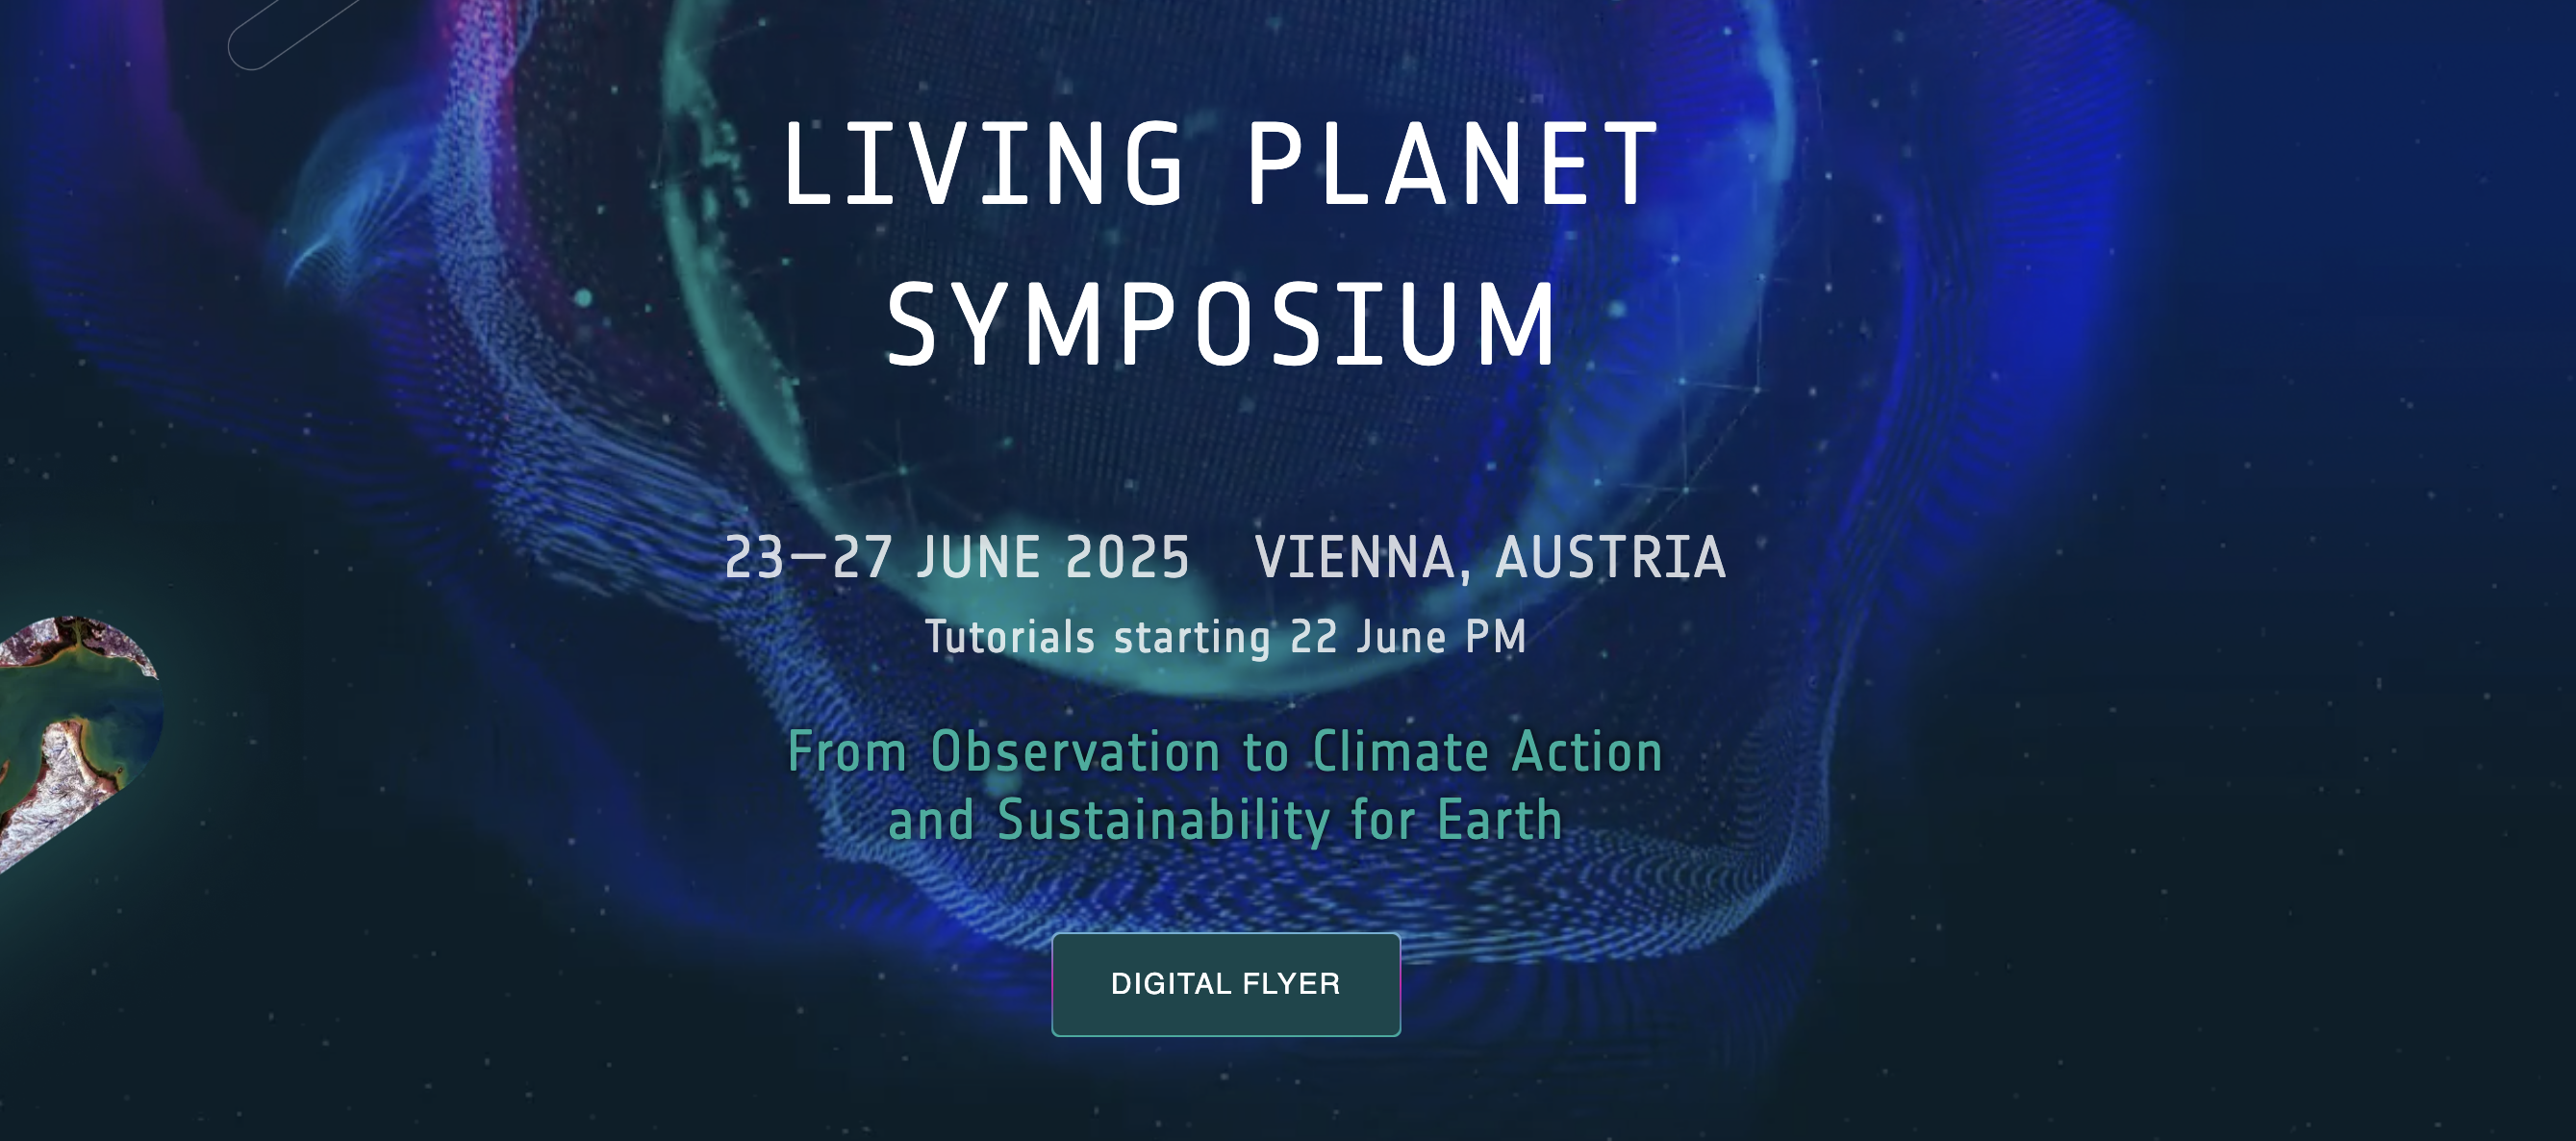 LIVING PLANET
SYMPOSIUM
23–27 JUNE 2025 VIENNA, AUSTRIA
Tutorials starting 22 June PM
From Observation to Climate Action
and Sustainability for Earth
DIGITAL FLYER